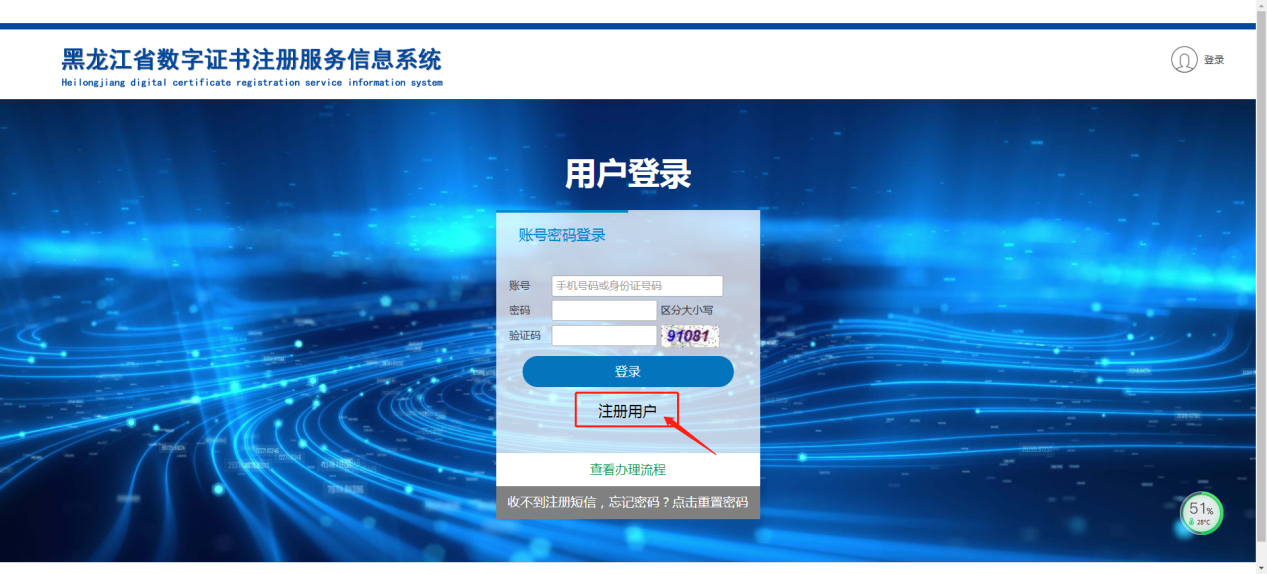 黑龙江省数字证书注册服务信息系统
Heilongjiang digital certificate registration service information system
登录
用户登录
账号密码登录
账号 手机号码或身份证号码
密码 区分大小写
验证码 91081
登录
注册用户
查看办理流程
收不到注册短信，忘记密码？点击重置密码
51%
28°C